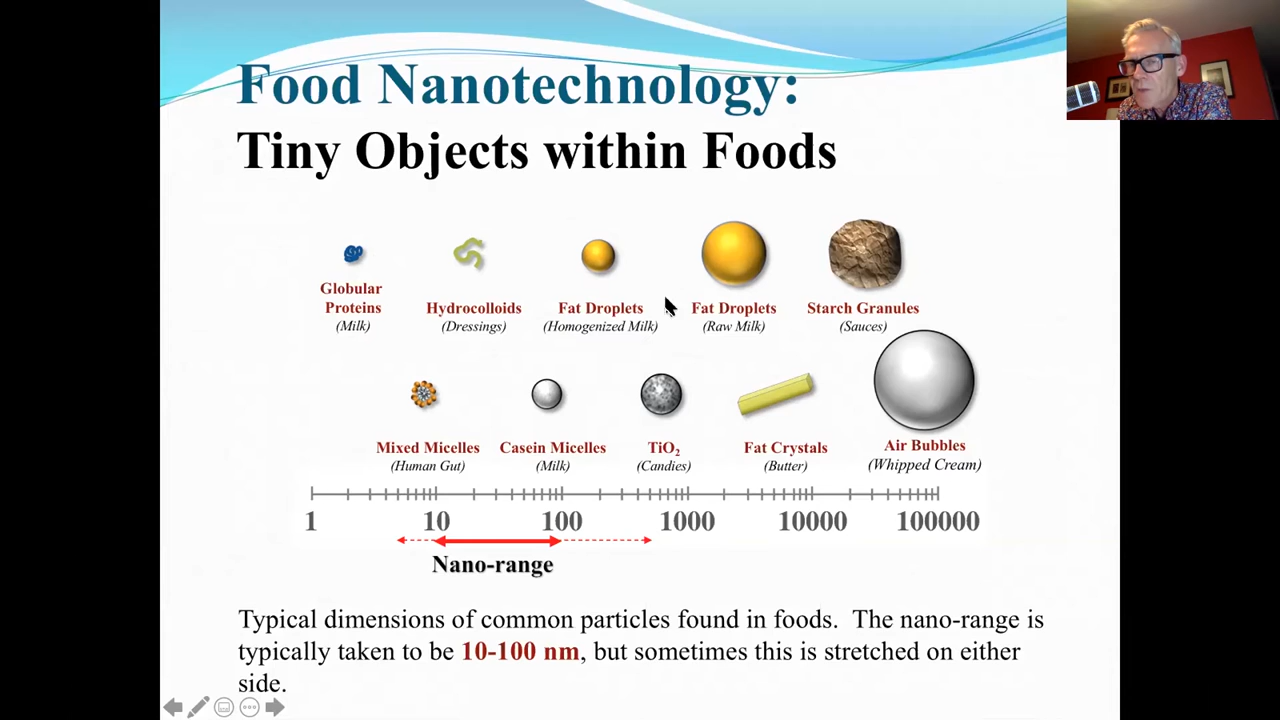 Food Nanotechnology:
Tiny Objects within Foods
Globular
Proteins
(Milk)
Hydrocolloids
(Dressings)
Fat Droplets
(Homogenized Milk)
Fat Droplets
(Raw Milk)
Starch Granules
(Sauces)
Mixed Micelles
(Human Gut)
Casein Micelles
(Milk)
TiO₂
(Candies)
Fat Crystals
(Butter)
Air Bubbles
(Whipped Cream)
1 10 100 1000 10000 100000
Nano-range
Typical dimensions of common particles found in foods. The nano-range is
typically taken to be 10-100 nm, but sometimes this is stretched on either
side.